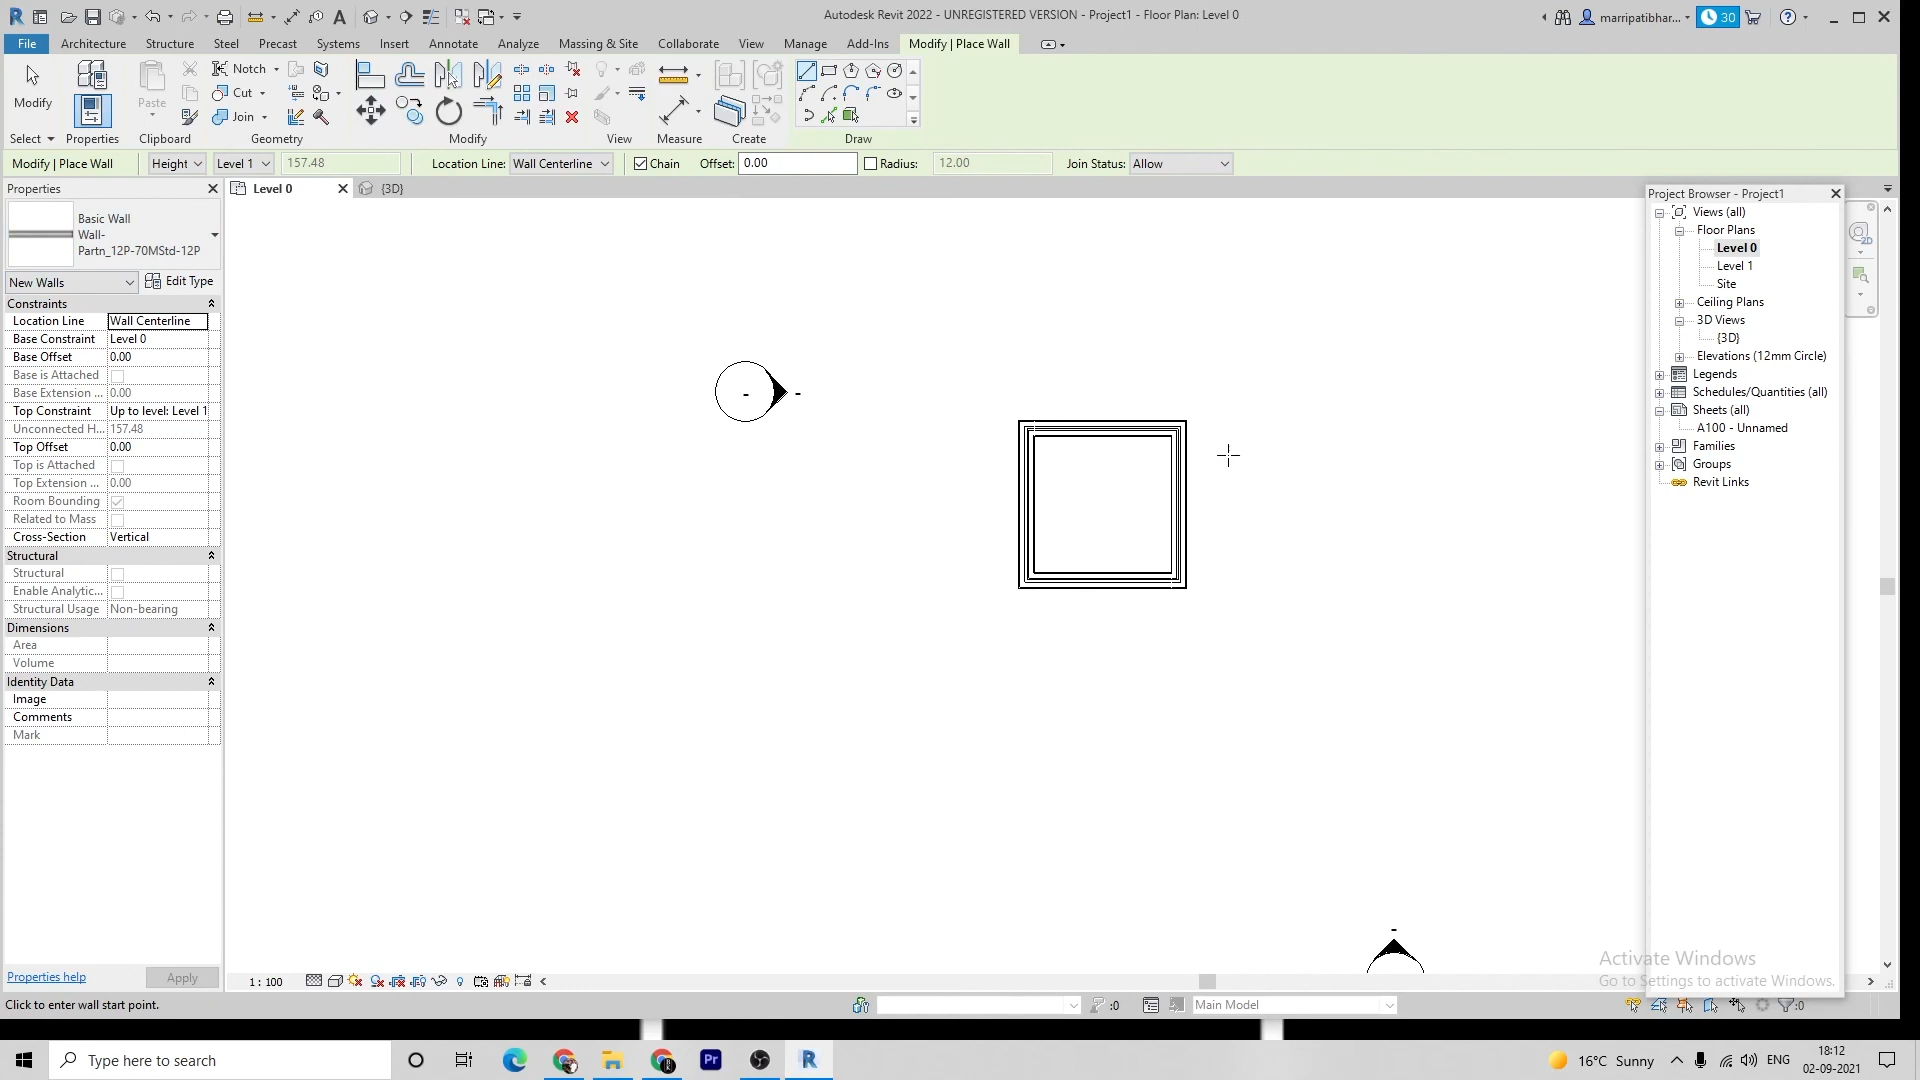 Autodesk Revit 2022 - UNREGISTERED VERSION - Project1 - Floor Plan: Level 0
marripatibhar...
30
File Architecture Structure Steel Precast Systems Insert Annotate Analyze Massing & Site Collaborate View Manage Add-Ins Modify | Place Wall
Modify
Paste
Notch
Cut
Join
Select Properties Clipboard Geometry Modify View Measure Create Draw
Modify | Place Wall Height Level 1 157.48 Location Line: Wall Centerline Chain Offset: 0.00 Radius: 12.00 Join Status: Allow
Properties
Level 0
{3D}
Basic Wall
Wall-
Partn_12P-70MStd-12P
New Walls Edit Type
Constraints
Location Line Wall Centerline
Base Constraint Level 0
Base Offset 0.00
Base is Attached
Base Extension ... 0.00
Top Constraint Up to level: Level 1
Unconnected H... 157.48
Top Offset 0.00
Top is Attached
Top Extension ... 0.00
Room Bounding
Related to Mass
Cross-Section Vertical
Structural
Structural
Enable Analytic...
Structural Usage Non-bearing
Dimensions
Area
Volume
Identity Data
Image
Comments
Mark
Properties help Apply
Project Browser - Project1
Views (all)
Floor Plans
Level 0
Level 1
Site
Ceiling Plans
3D Views
{3D}
Elevations (12mm Circle)
Legends
Schedules/Quantities (all)
Sheets (all)
A100 - Unnamed
Families
Groups
Revit Links
2D
Activate Windows
Go to Settings to activate Windows.
1 : 100
Click to enter wall start point.
:0
Main Model
:0
Type here to search
Pr
R
16°C Sunny
ENG
18:12
02-09-2021